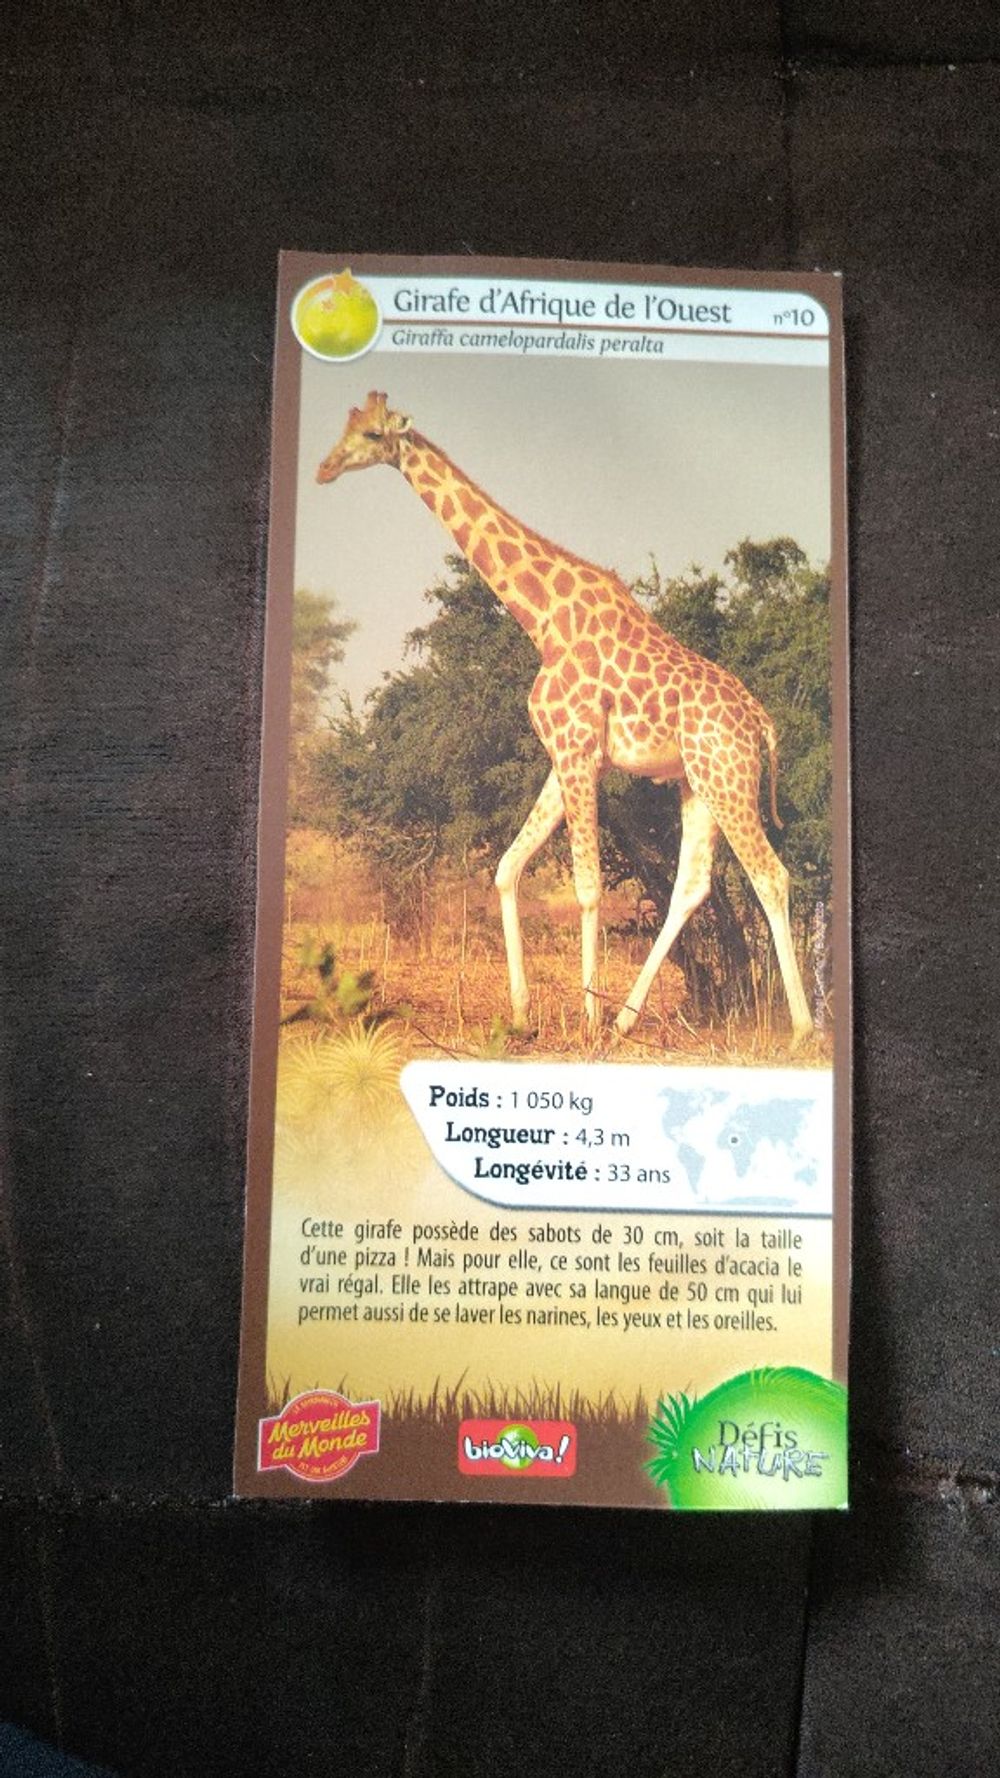 Girafe d'Afrique de l'Ouest n°10
Giraffa camelopardalis peralta
Poids : 1 050 kg
Longueur : 4,3 m
Longévité : 33 ans
Cette girafe possède des sabots de 30 cm, soit la taille
d'une pizza ! Mais pour elle, ce sont les feuilles d'acacia le
vrai régal. Elle les attrape avec sa langue de 50 cm qui lui
permet aussi de se laver les narines, les yeux et les oreilles.
Merveilles
du Monde
bioviva!
Défis
NATURE